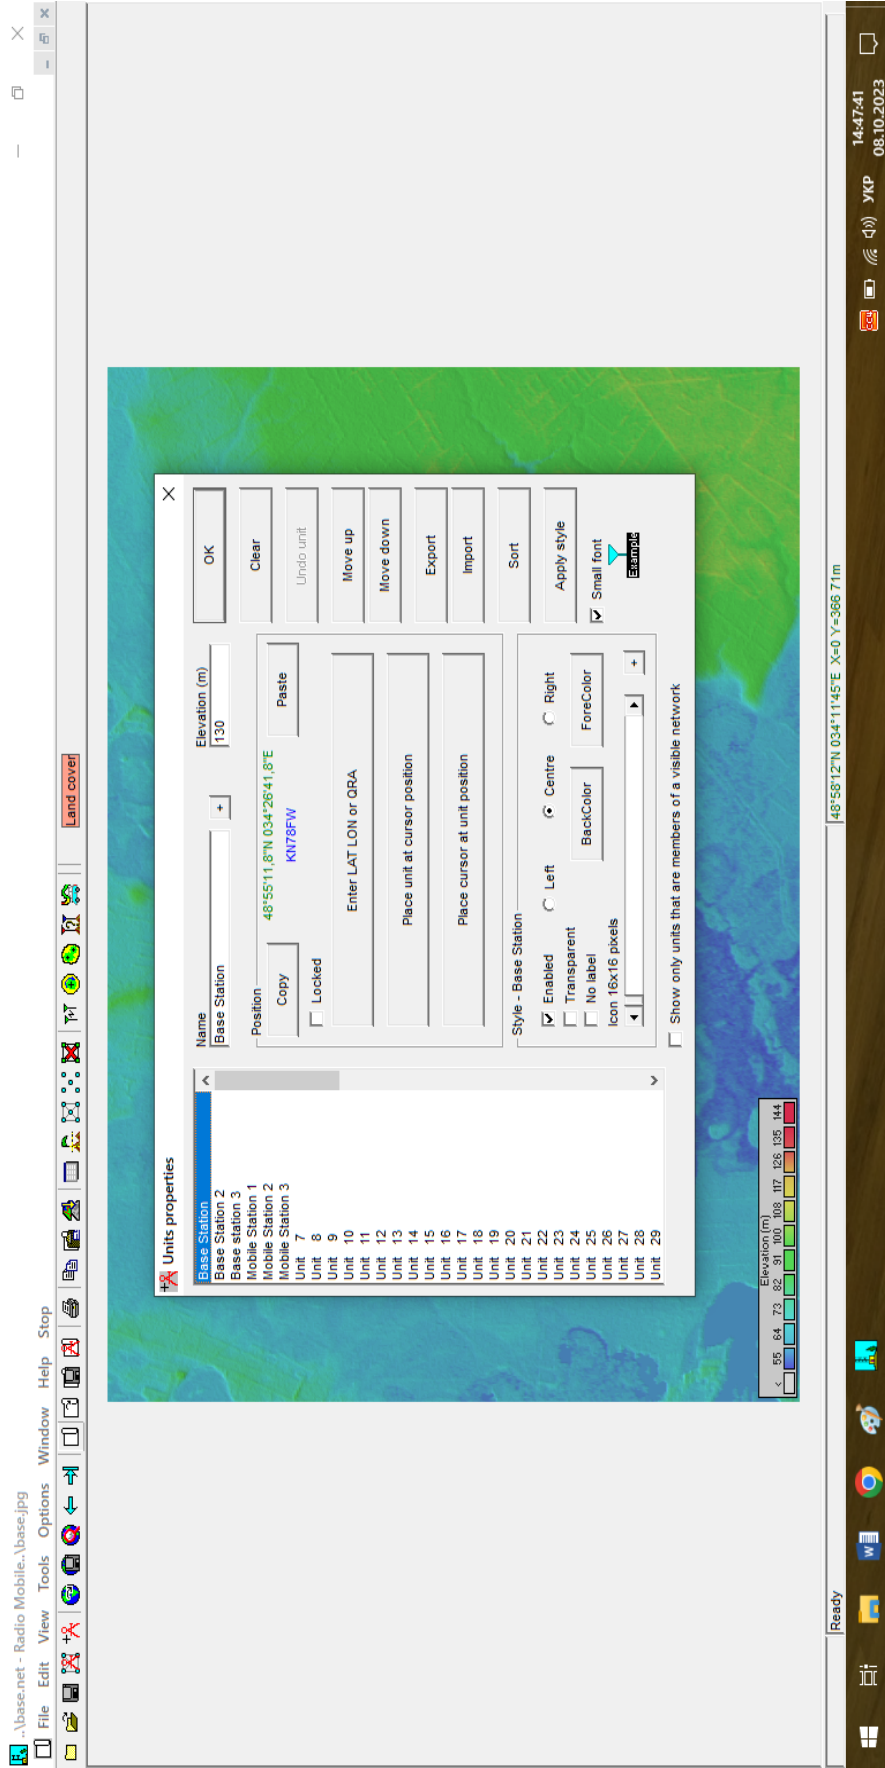 ..\base.net - Radio Mobile..\base.jpg
File Edit View Tools Options Window Help Stop
Land cover
Units properties
Base Station
Base Station 2
Base station 3
Mobile Station 1
Mobile Station 2
Mobile Station 3
Unit 7
Unit 8
Unit 9
Unit 10
Unit 11
Unit 12
Unit 13
Unit 14
Unit 15
Unit 16
Unit 17
Unit 18
Unit 19
Unit 20
Unit 21
Unit 22
Unit 23
Unit 24
Unit 25
Unit 26
Unit 27
Unit 28
Unit 29
Name
Elevation (m)
Base Station
+
130
Position
Copy
48°55'11,8"N 034°26'41,8"E
KN78FW
Paste
Locked
Enter LAT LON or QRA
Place unit at cursor position
Place cursor at unit position
Style - Base Station
Enabled
Left
Centre
Right
Transparent
No label
BackColor
ForeColor
Icon 16x16 pixels
+
Show only units that are members of a visible network
OK
Clear
Undo unit
Move up
Move down
Export
Import
Sort
Apply style
Small font
Example
Elevation (m)
< 55 64 73 82 91 100 108 117 126 135 144
Ready
48°58'12"N 034°11'45"E X=0 Y=366 71m
УКР
14:47:41
08.10.2023